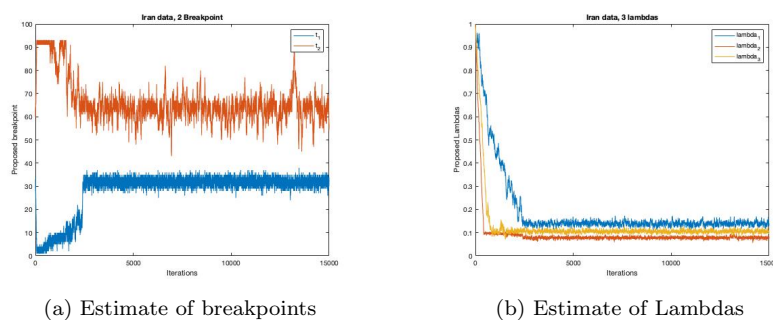 Iran data, 2 Breakpoint
t1
t2
100
90
80
70
60
50
40
30
20
10
0
Proposed breakpoint
0 5000 10000 15000
Iterations
Iran data, 3 lambdas
lambda1
lambda2
lambda3
1
0.9
0.8
0.7
0.6
0.5
0.4
0.3
0.2
0.1
0
Proposed Lambdas
0 5000 10000 15000
Iterations
(a) Estimate of breakpoints
(b) Estimate of Lambdas